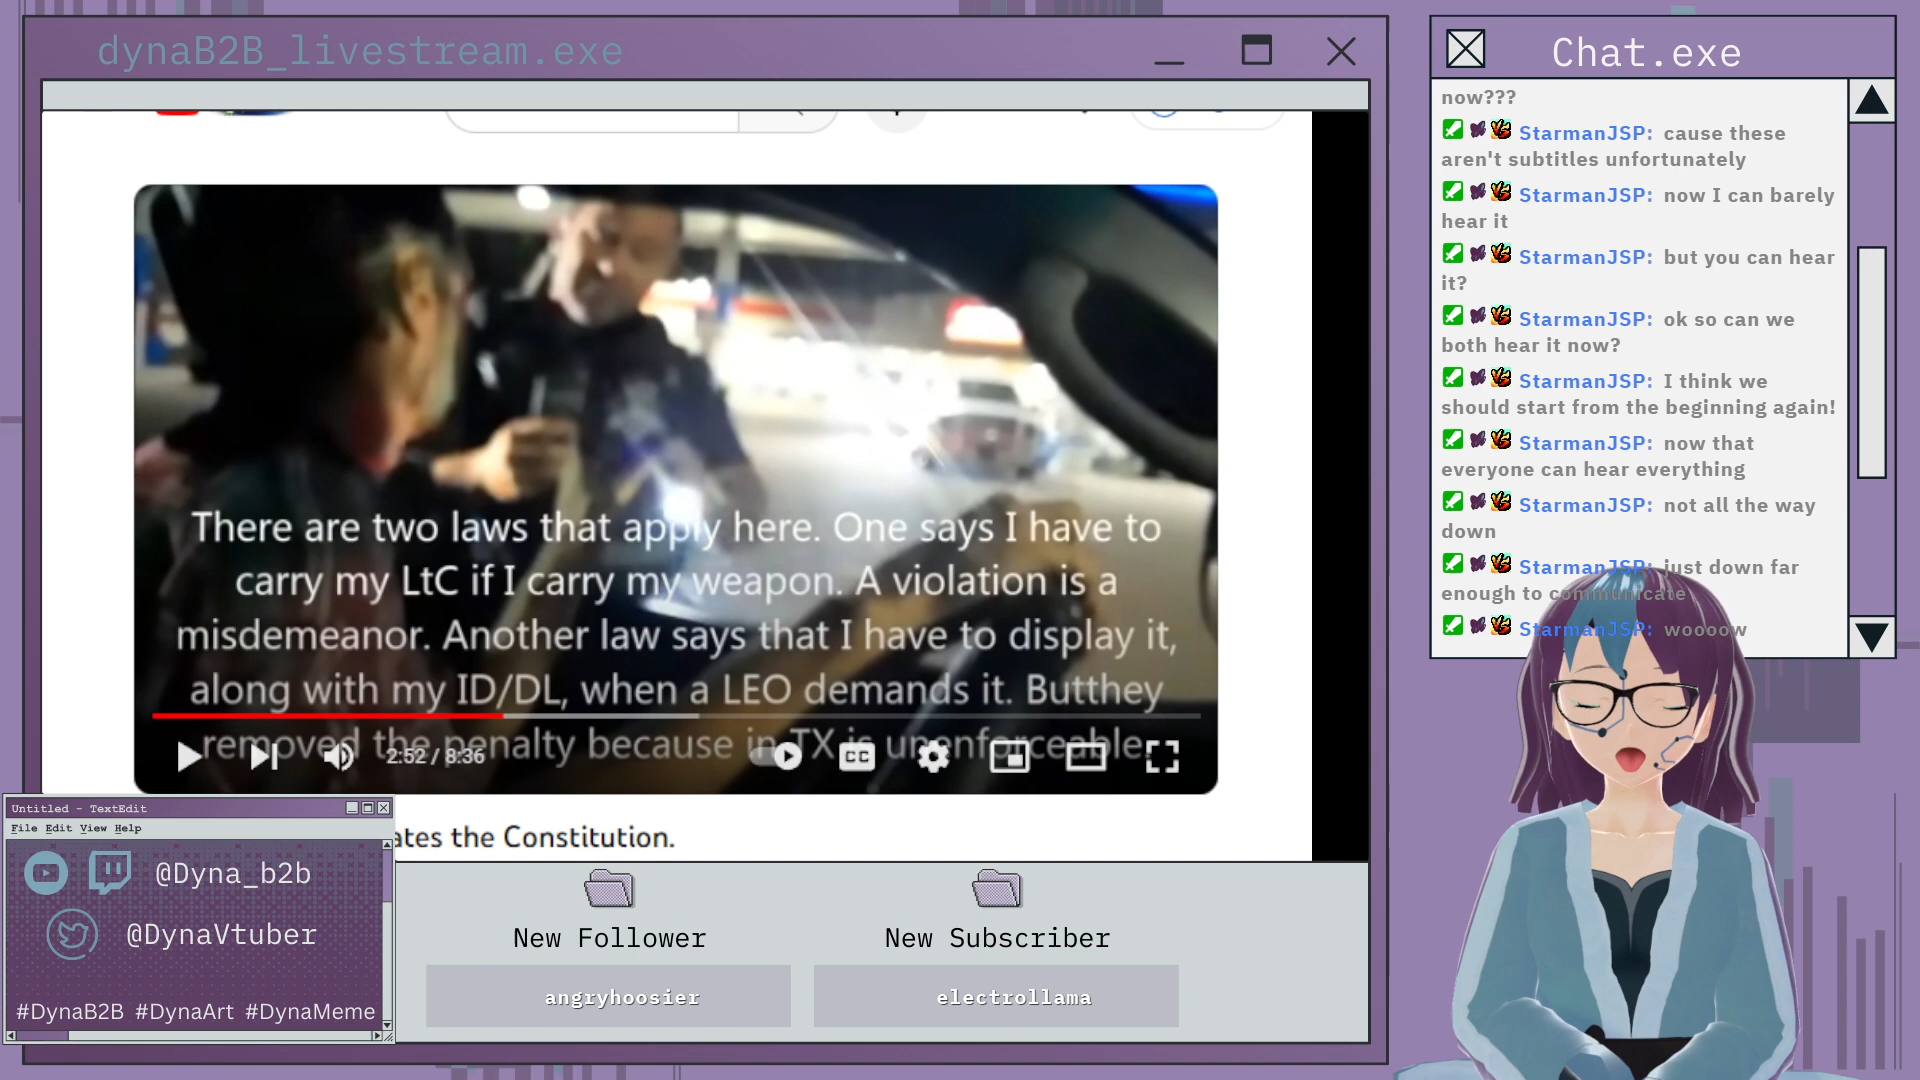 dynaB2B_livestream.exe
There are two laws that apply here. One says I have to
carry my LtC if I carry my weapon. A violation is a
misdemeanor. Another law says that I have to display it,
along with my ID/DL, when a LEO demands it. Butthey
removed the penalty because in TX is unenforceable.
2:52 / 8:36
CC
ates the Constitution.
Untitled - TextEdit
File Edit View Help
@Dyna_b2b
@DynaVtuber
#DynaB2B #DynaArt #DynaMeme
New Follower
angryhoosier
New Subscriber
electrollama
Chat.exe
now???
StarmanJSP: cause these
aren't subtitles unfortunately
StarmanJSP: now I can barely
hear it
StarmanJSP: but you can hear
it?
StarmanJSP: ok so can we
both hear it now?
StarmanJSP: I think we
should start from the beginning again!
StarmanJSP: now that
everyone can hear everything
StarmanJSP: not all the way
down
StarmanJSP: just down far
enough to communicate
StarmanJSP: woooow